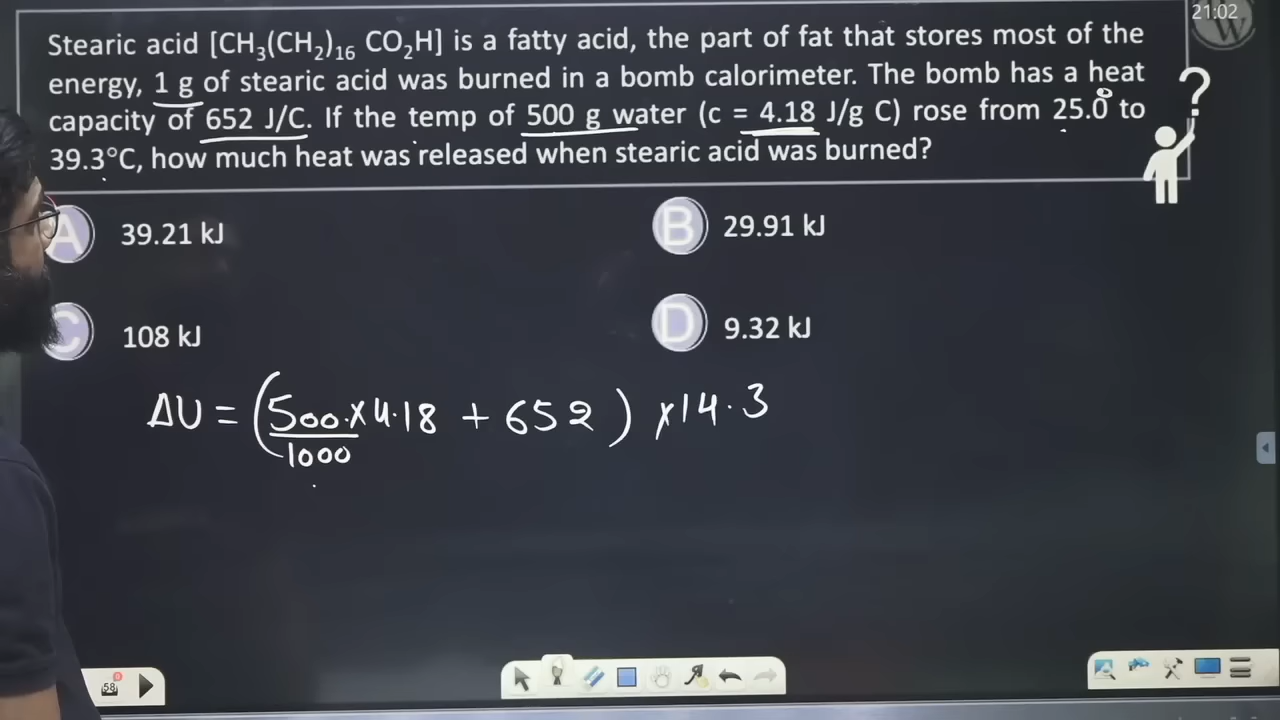 21:02
Stearic acid [CH₃(CH₂)₁₆ CO₂H] is a fatty acid, the part of fat that stores most of the
energy, 1 g of stearic acid was burned in a bomb calorimeter. The bomb has a heat
capacity of 652 J/C. If the temp of 500 g water (c = 4.18 J/g C) rose from 25.0 to
39.3°C, how much heat was released when stearic acid was burned?
?
A 39.21 kJ
B 29.91 kJ
C 108 kJ
D 9.32 kJ
ΔU = (500 × 4.18 + 652) × 14.3
1000
58